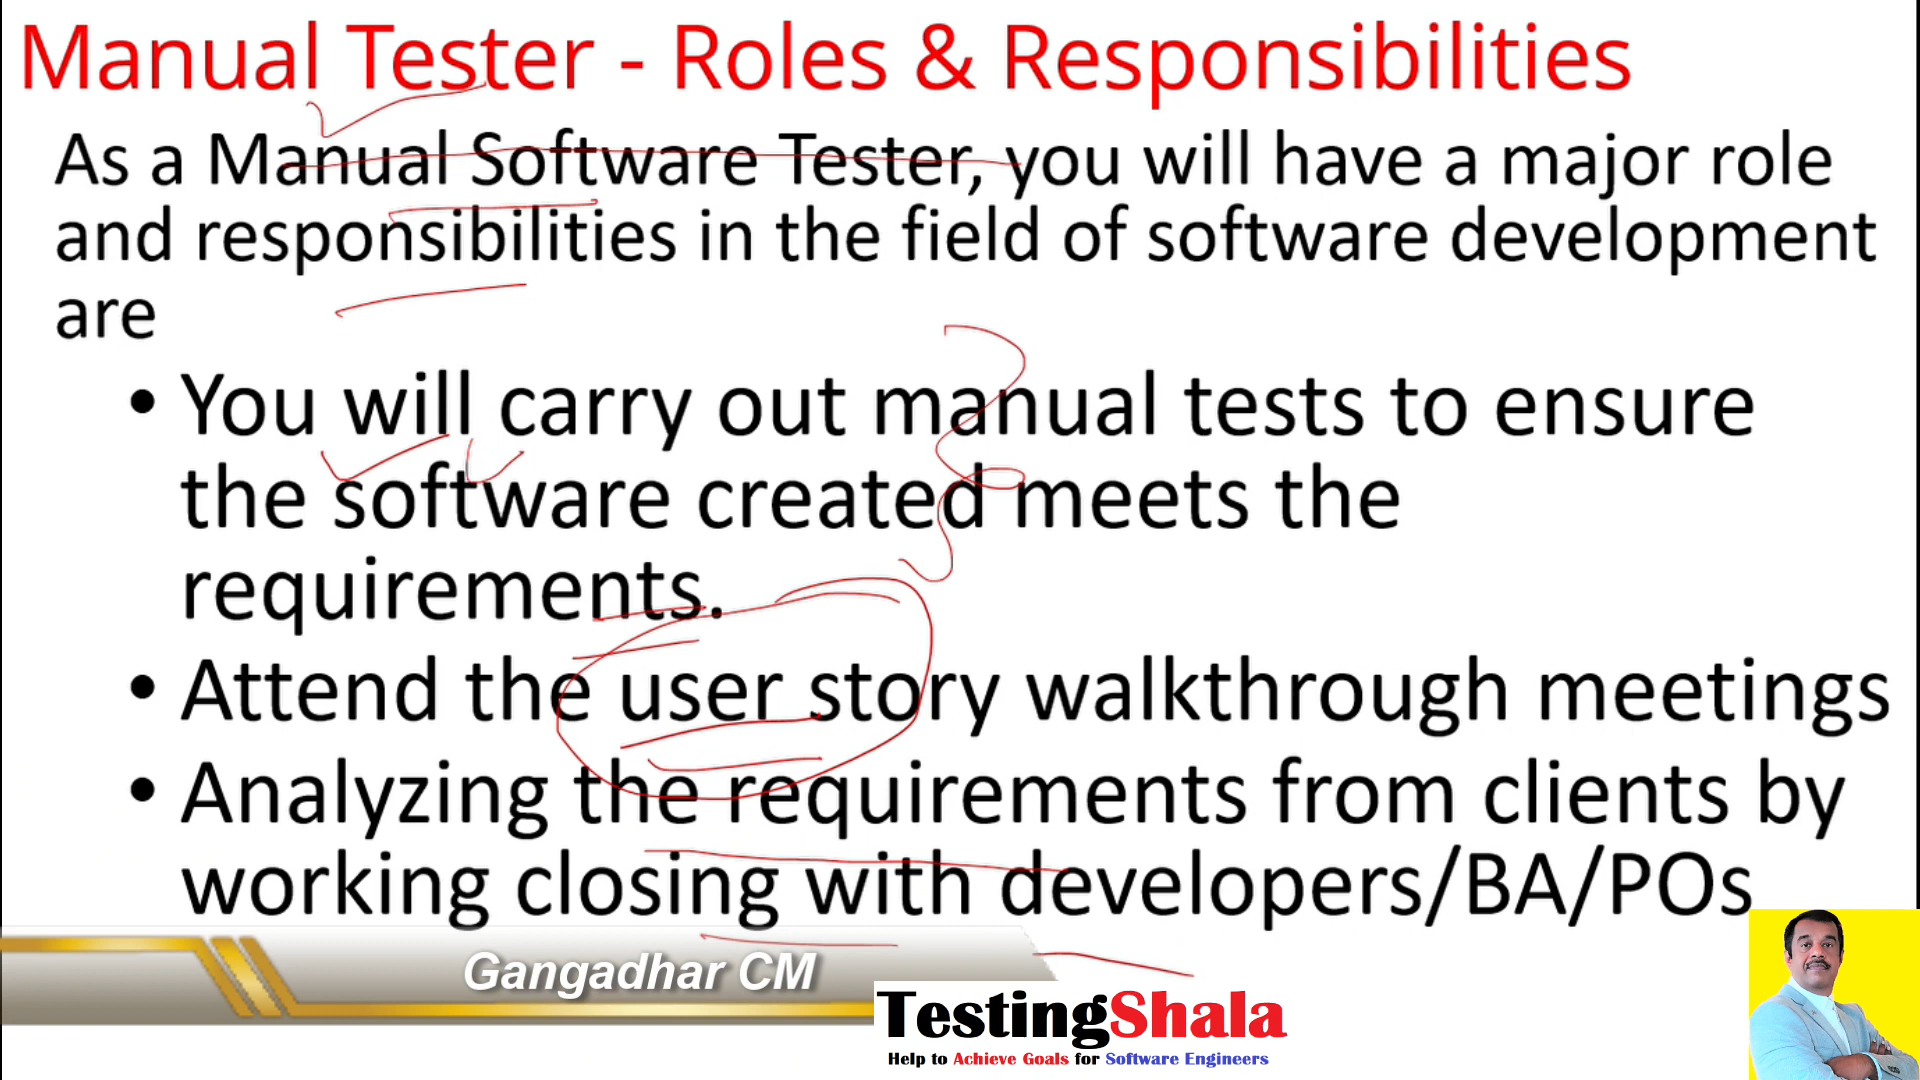 Manual Tester - Roles & Responsibilities
As a Manual Software Tester, you will have a major role
and responsibilities in the field of software development
are
• You will carry out manual tests to ensure
the software created meets the
requirements.
• Attend the user story walkthrough meetings
• Analyzing the requirements from clients by
working closing with developers/BA/POs
Gangadhar CM
TestingShala
Help to Achieve Goals for Software Engineers